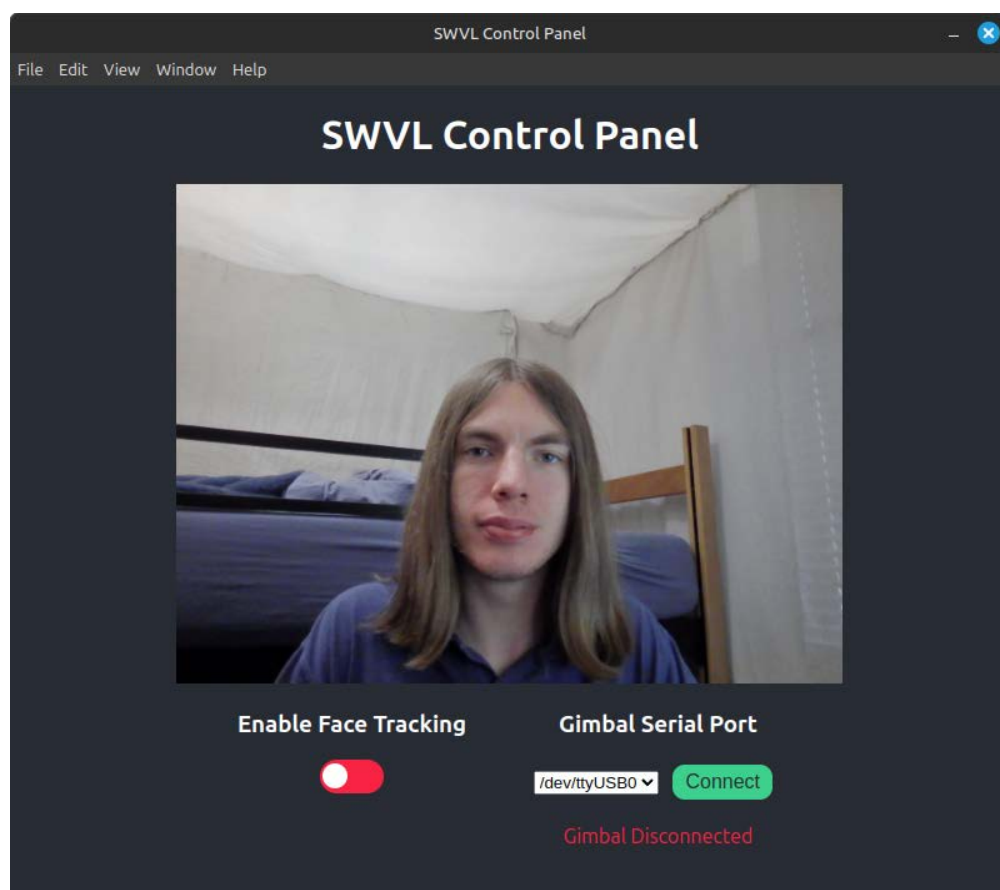 SWVL Control Panel
File Edit View Window Help
SWVL Control Panel
Enable Face Tracking
Gimbal Serial Port
/dev/ttyUSB0 Connect
Gimbal Disconnected